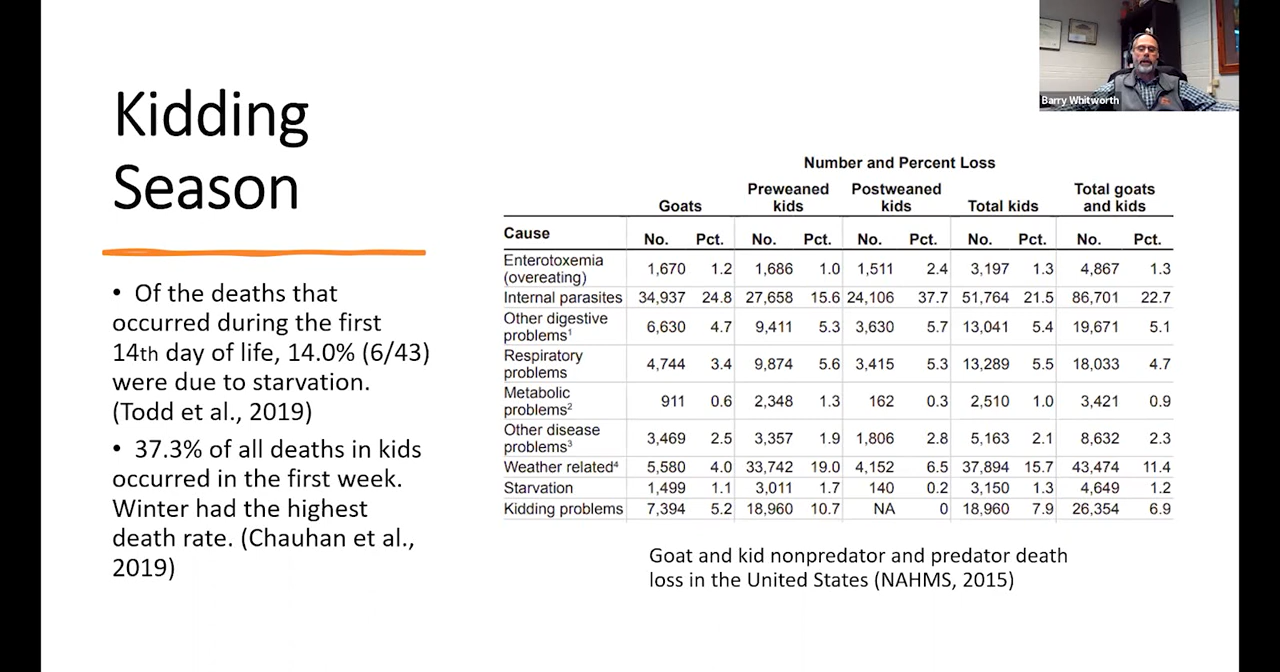 Kidding
Season
• Of the deaths that
occurred during the first
14th day of life, 14.0% (6/43)
were due to starvation.
(Todd et al., 2019)
• 37.3% of all deaths in kids
occurred in the first week.
Winter had the highest
death rate. (Chauhan et al.,
2019)
Barry Whitworth
Number and Percent Loss
Goats Preweaned kids Postweaned kids Total kids Total goats and kids
Cause No. Pct. No. Pct. No. Pct. No. Pct. No. Pct.
Enterotoxemia (overeating) 1,670 1.2 1,686 1.0 1,511 2.4 3,197 1.3 4,867 1.3
Internal parasites 34,937 24.8 27,658 15.6 24,106 37.7 51,764 21.5 86,701 22.7
Other digestive problems¹ 6,630 4.7 9,411 5.3 3,630 5.7 13,041 5.4 19,671 5.1
Respiratory problems 4,744 3.4 9,874 5.6 3,415 5.3 13,289 5.5 18,033 4.7
Metabolic problems² 911 0.6 2,348 1.3 162 0.3 2,510 1.0 3,421 0.9
Other disease problems³ 3,469 2.5 3,357 1.9 1,806 2.8 5,163 2.1 8,632 2.3
Weather related⁴ 5,580 4.0 33,742 19.0 4,152 6.5 37,894 15.7 43,474 11.4
Starvation 1,499 1.1 3,011 1.7 140 0.2 3,150 1.3 4,649 1.2
Kidding problems 7,394 5.2 18,960 10.7 NA 0 18,960 7.9 26,354 6.9
Goat and kid nonpredator and predator death
loss in the United States (NAHMS, 2015)